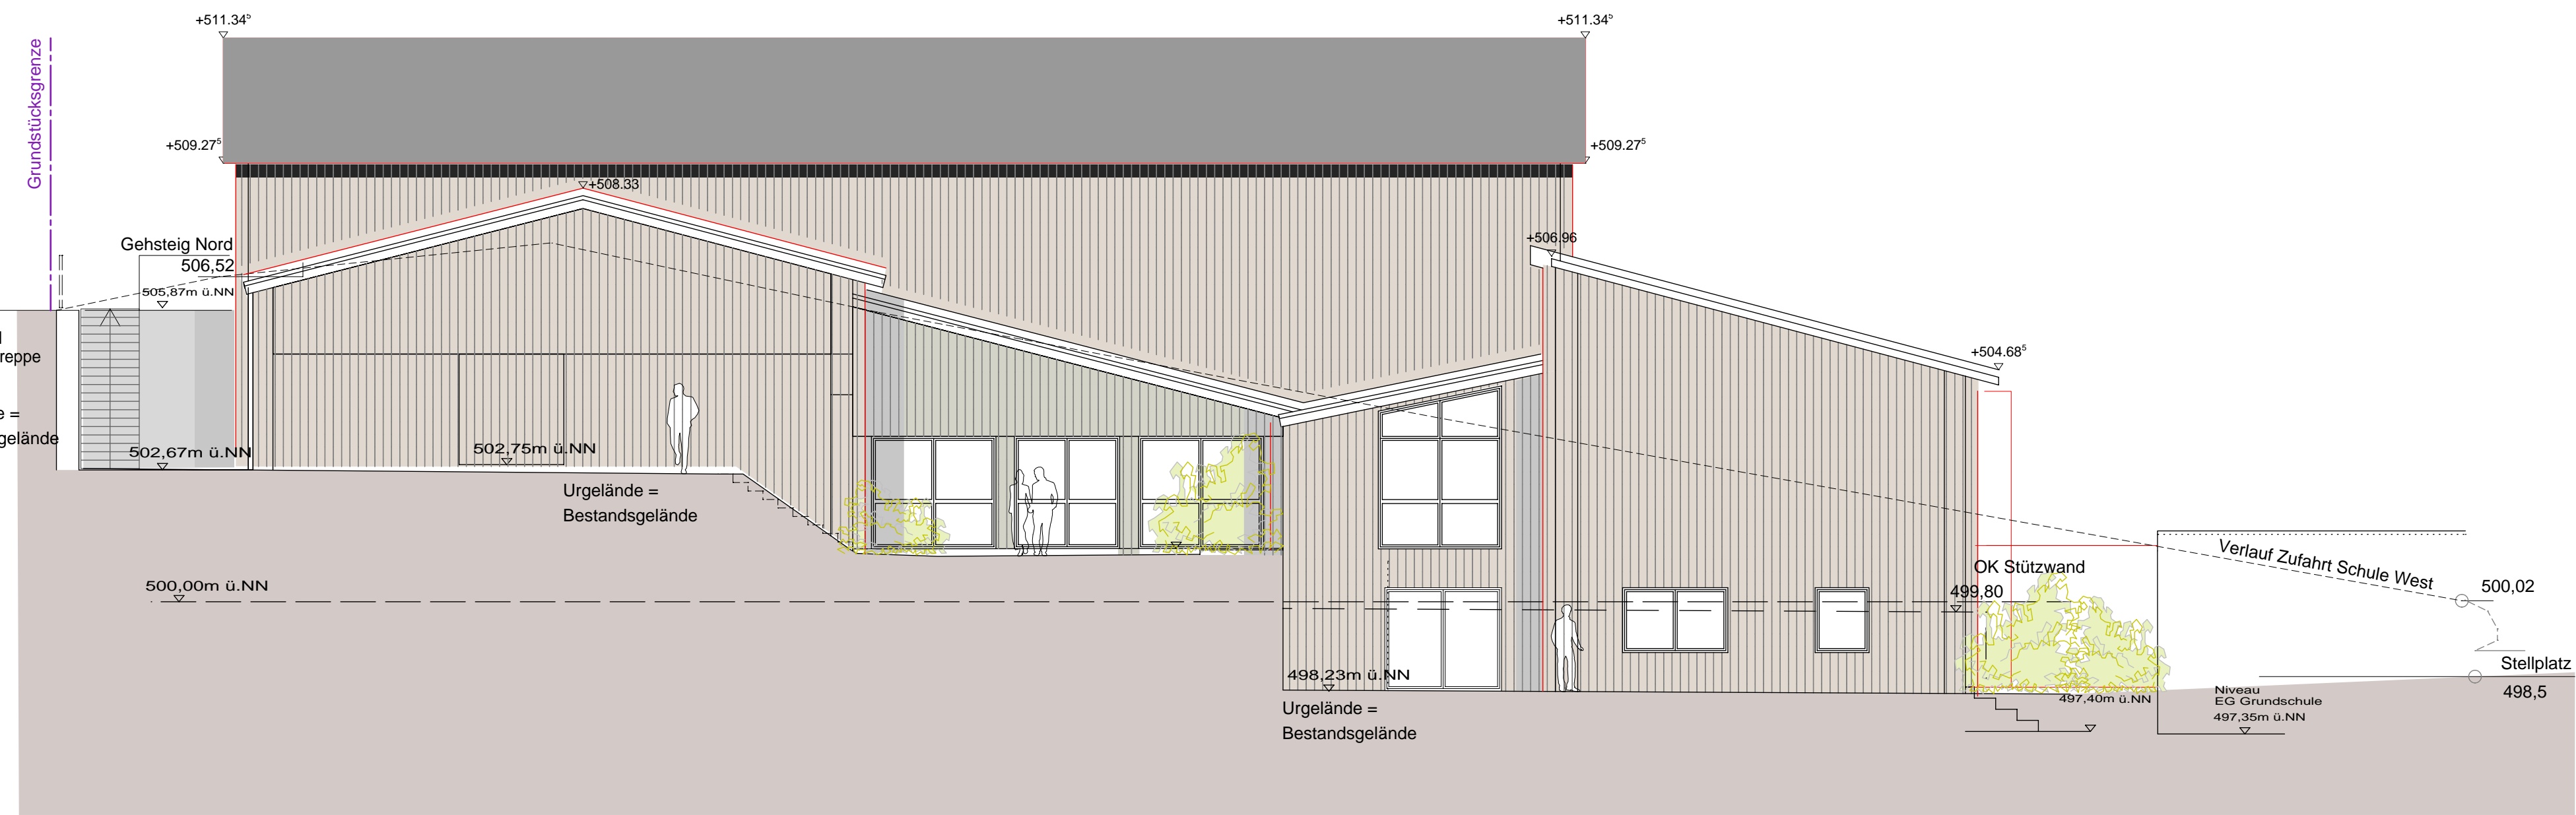 +511.34⁵
+511.34⁵
Grundstücksgrenze
+509.27⁵
+509.27⁵
+508.33
Gehsteig Nord
506,52
505,87m ü.NN
+506.96
reppe
e =
gelände
+504.68⁵
502,67m ü.NN
502,75m ü.NN
Urgelände =
Bestandsgelände
500,00m ü.NN
OK Stützwand
499,80
Verlauf Zufahrt Schule West
500,02
Stellplatz
498,5
498,23m ü.NN
Urgelände =
Bestandsgelände
497,40m ü.NN
Niveau
EG Grundschule
497,35m ü.NN